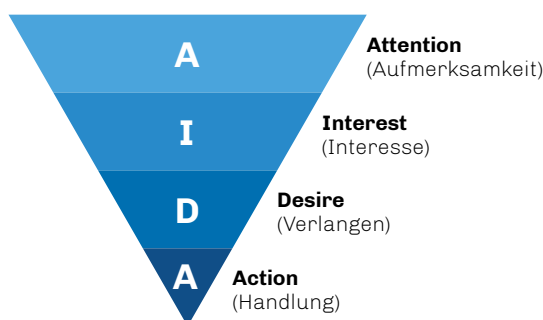 A
Attention
(Aufmerksamkeit)
I
Interest
(Interesse)
D
Desire
(Verlangen)
A
Action
(Handlung)